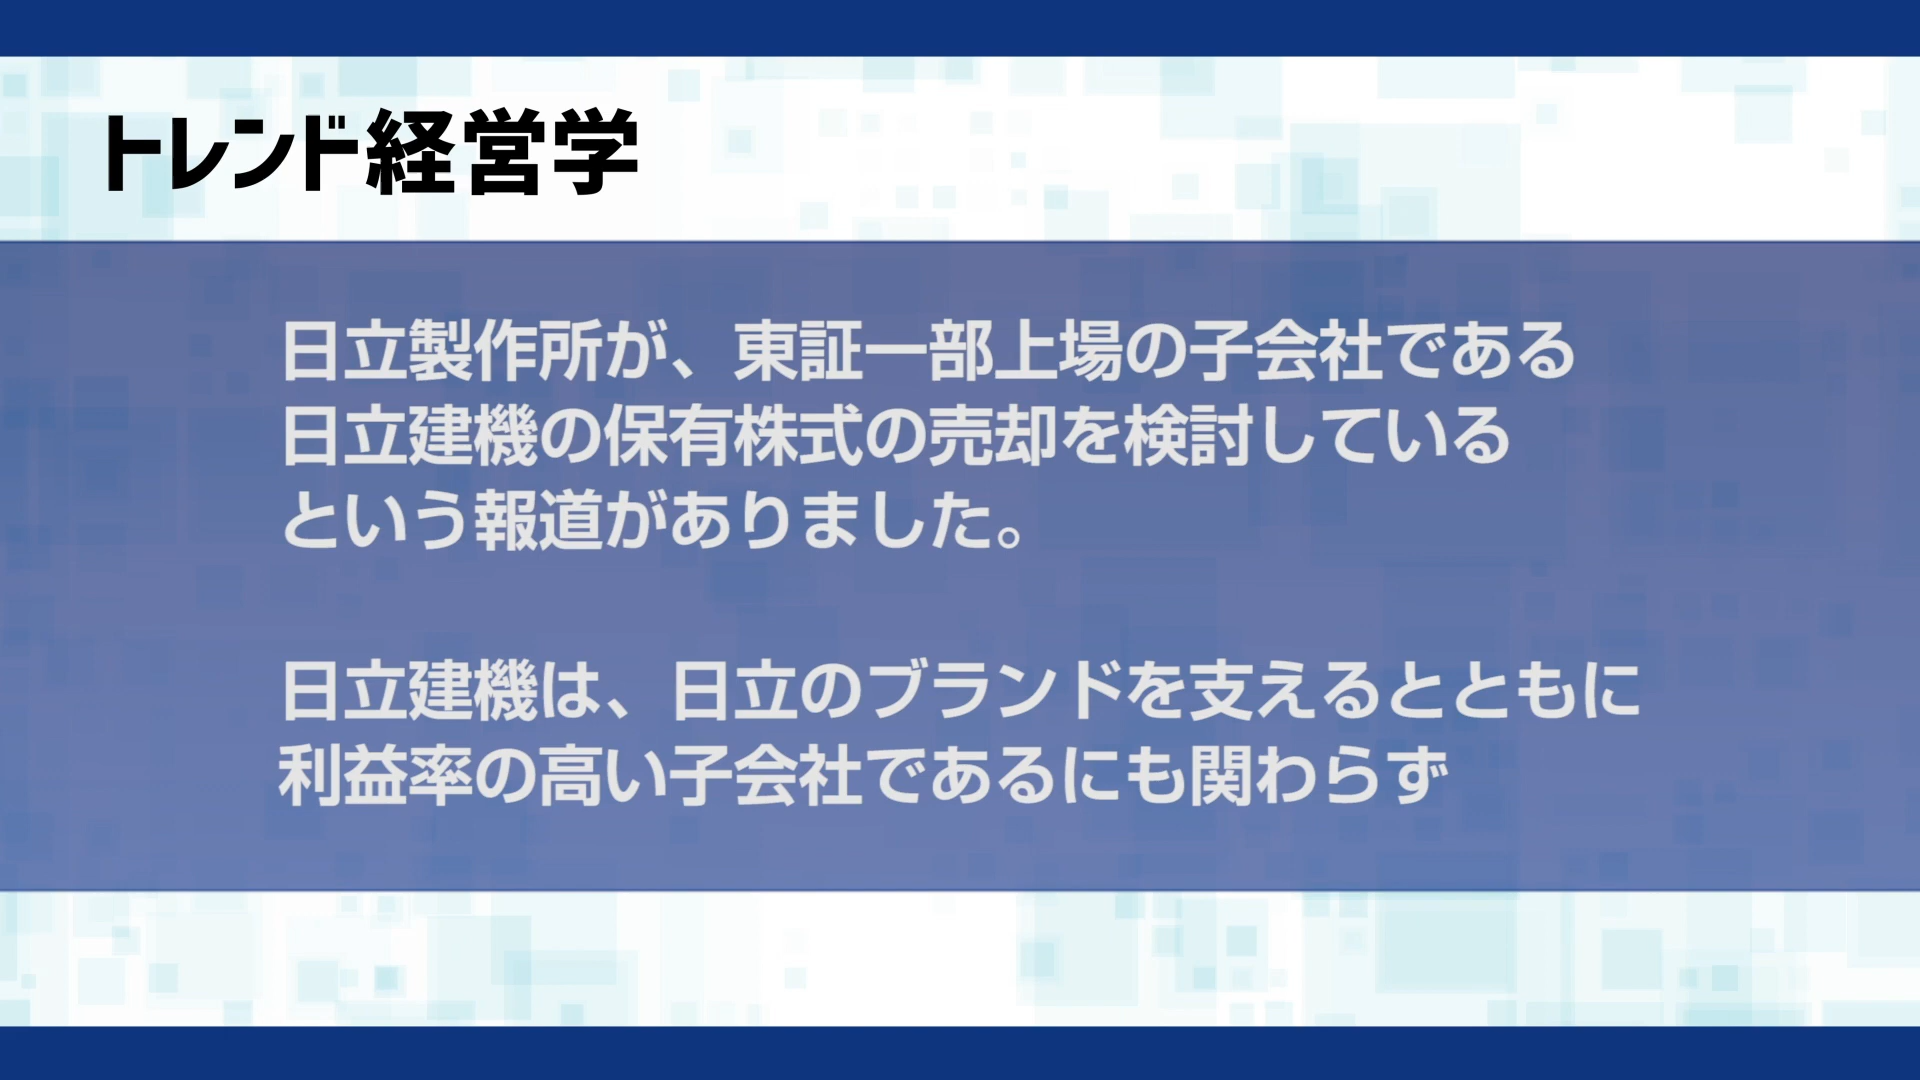 トレンド経営学
日立製作所が、東証一部上場の子会社である
日立建機の保有株式の売却を検討している
という報道がありました。
日立建機は、日立のブランドを支えるとともに
利益率の高い子会社であるにも関わらず